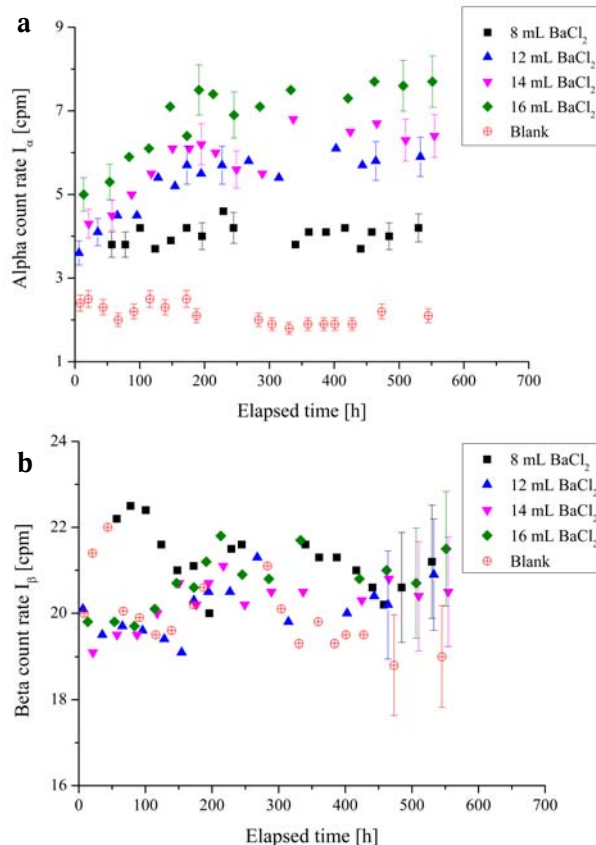 a
8 mL BaCl₂
12 mL BaCl₂
14 mL BaCl₂
16 mL BaCl₂
Blank
Alpha count rate Iα [cpm]
9
7
5
3
1
0 100 200 300 400 500 600 700
Elapsed time [h]
b
8 mL BaCl₂
12 mL BaCl₂
14 mL BaCl₂
16 mL BaCl₂
Blank
Beta count rate Iβ [cpm]
24
22
20
18
16
0 100 200 300 400 500 600 700
Elapsed time [h]